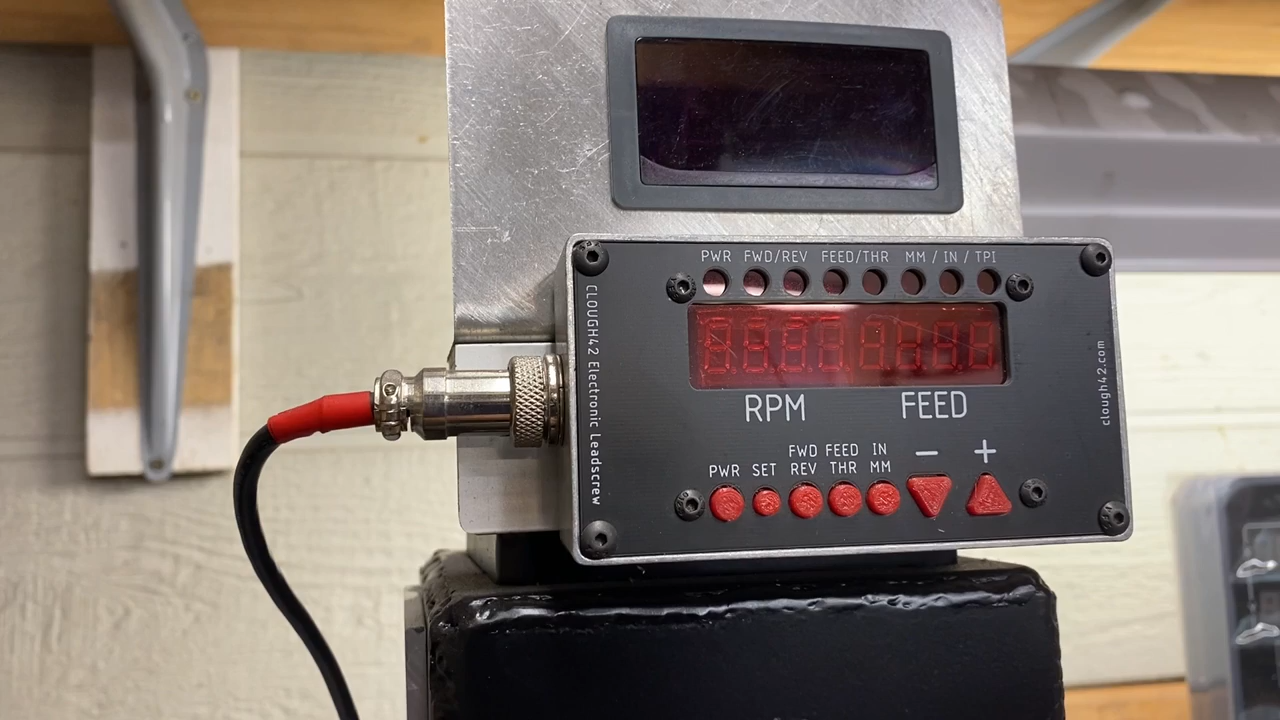 PWR FWD/REV FEED/THR MM / IN / TPI
CLOUGH42 Electronic Leadscrew
clough42.com
RPM FEED
FWD FEED IN − +
PWR SET REV THR MM